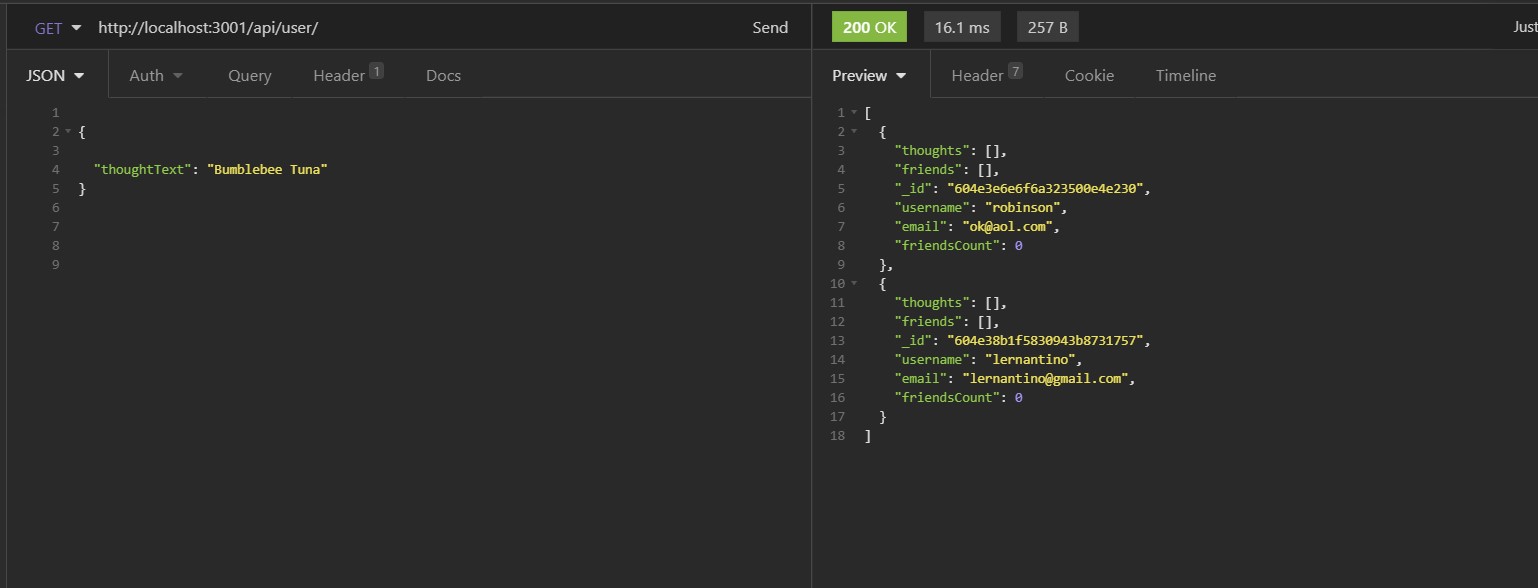 GET http://localhost:3001/api/user/ Send 200 OK 16.1 ms 257 B Just
JSON Auth Query Header 1 Docs Preview Header 7 Cookie Timeline
1
2 {
3
4 "thoughtText": "Bumblebee Tuna"
5 }
6
7
8
9
1 [
2 {
3 "thoughts": [],
4 "friends": [],
5 "_id": "604e3e6e6f6a323500e4e230",
6 "username": "robinson",
7 "email": "ok@aol.com",
8 "friendsCount": 0
9 },
10 {
11 "thoughts": [],
12 "friends": [],
13 "_id": "604e38b1f5830943b8731757",
14 "username": "lernantino",
15 "email": "lernantino@gmail.com",
16 "friendsCount": 0
17 }
18 ]